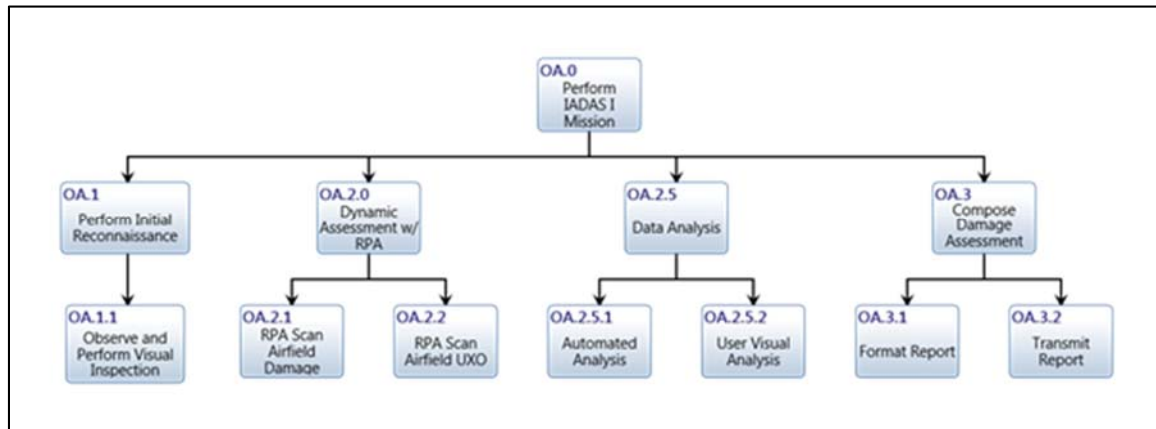 OA.0
Perform
IADAS I
Mission
OA.1
Perform Initial
Reconnaissance
OA.2.0
Dynamic
Assessment w/
RPA
OA.2.5
Data Analysis
OA.3
Compose
Damage
Assessment
OA.1.1
Observe and
Perform Visual
Inspection
OA.2.1
RPA Scan
Airfield
Damage
OA.2.2
RPA Scan
Airfield UXO
OA.2.5.1
Automated
Analysis
OA.2.5.2
User Visual
Analysis
OA.3.1
Format Report
OA.3.2
Transmit
Report